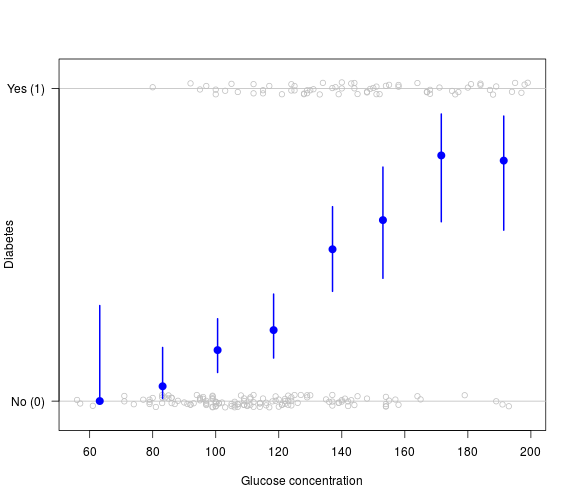 Yes (1)
Diabetes
No (0)
60 80 100 120 140 160 180 200
Glucose concentration